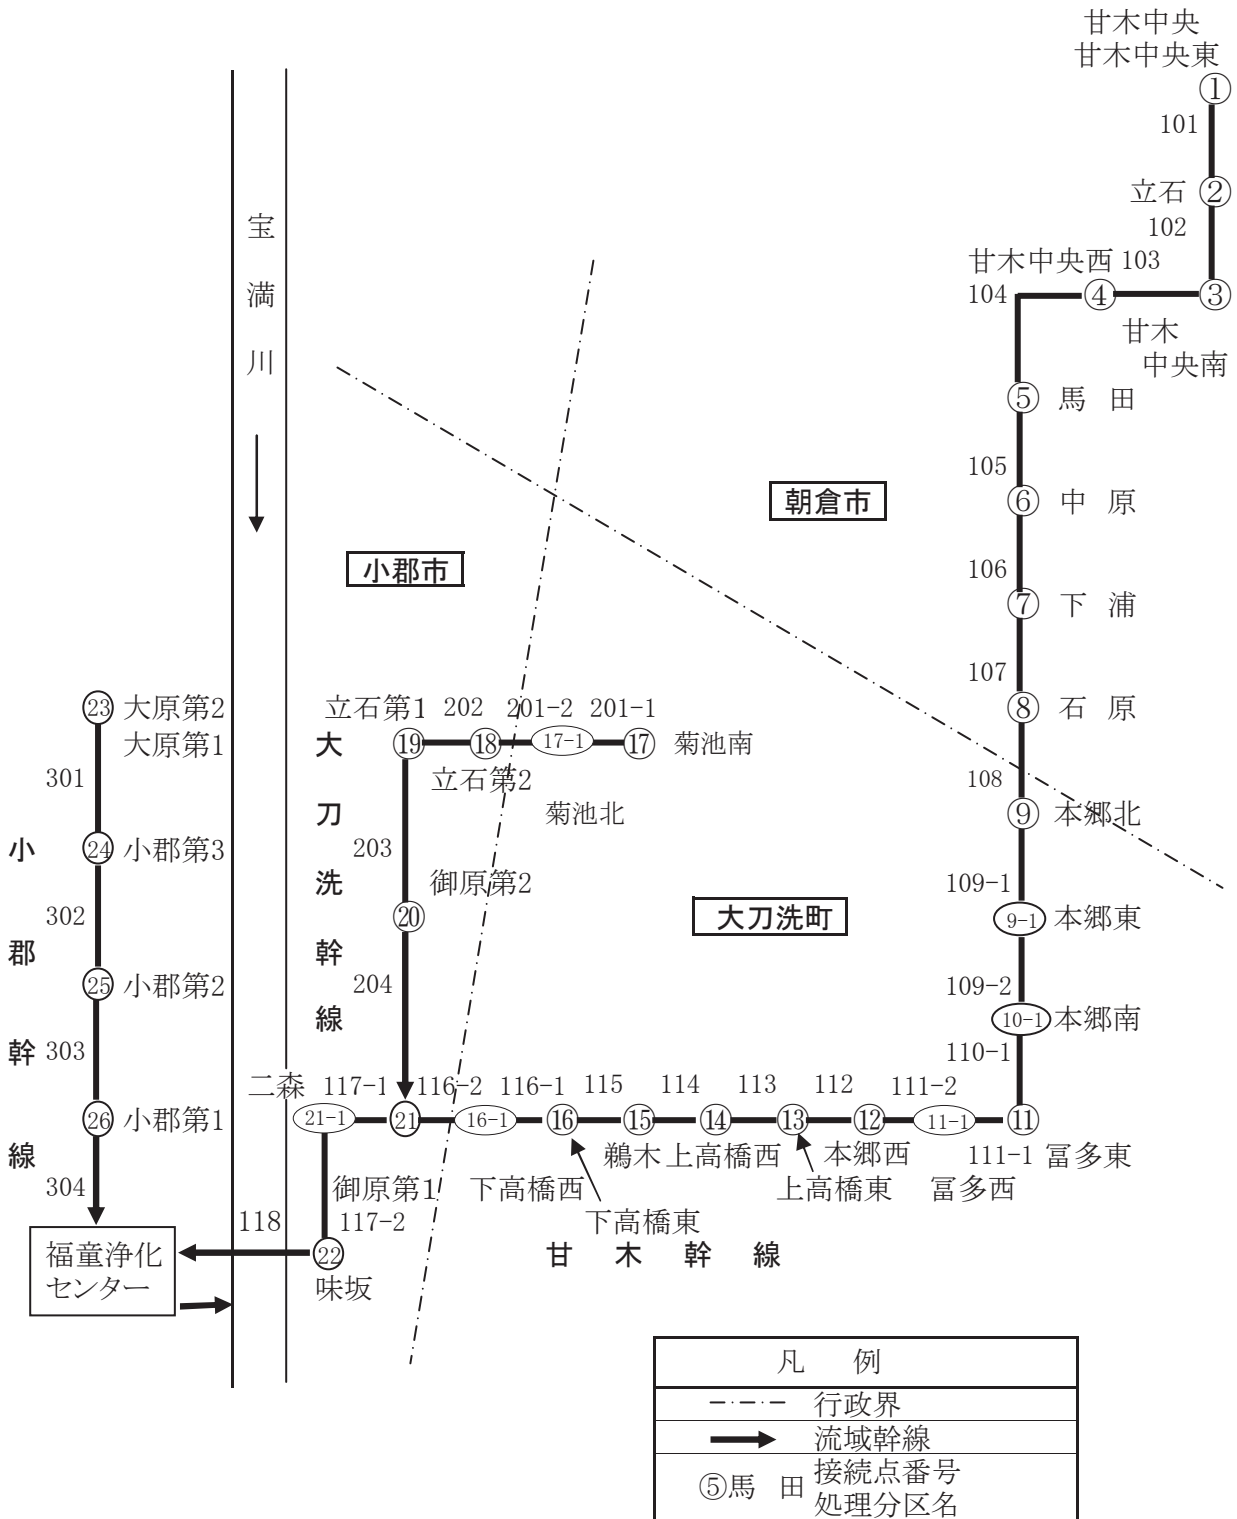 甘木中央
甘木中央東
①
101
立石 ②
102
甘木中央西 103
104 ④ ③
甘木
中央南
⑤ 馬 田
105
⑥ 中 原
106
⑦ 下 浦
107
⑧ 石 原
108
⑨ 本郷北
109-1
9-1 本郷東
109-2
10-1 本郷南
110-1
宝満川
朝倉市
小郡市
大刀洗町
立石第1 202 201-2 201-1
⑲ ⑱ 17-1 ⑰ 菊池南
立石第2
菊池北
大刀洗幹線
203
御原第2
⑳
204
㉓ 大原第2
大原第1
301
㉔ 小郡第3
302
㉕ 小郡第2
303
㉖ 小郡第1
304
小郡幹線
二森 117-1 116-2 116-1 115 114 113 112 111-2
21-1 ㉑ 16-1 ⑯ ⑮ ⑭ ⑬ ⑫ 11-1 ⑪
鵜木 上高橋西 本郷西 111-1 冨多東
御原第1 下高橋西 上高橋東 冨多西
118 117-2 下高橋東
甘木幹線
福童浄化
センター
㉒
味坂
凡 例
行政界
流域幹線
⑤馬 田 接続点番号
処理分区名